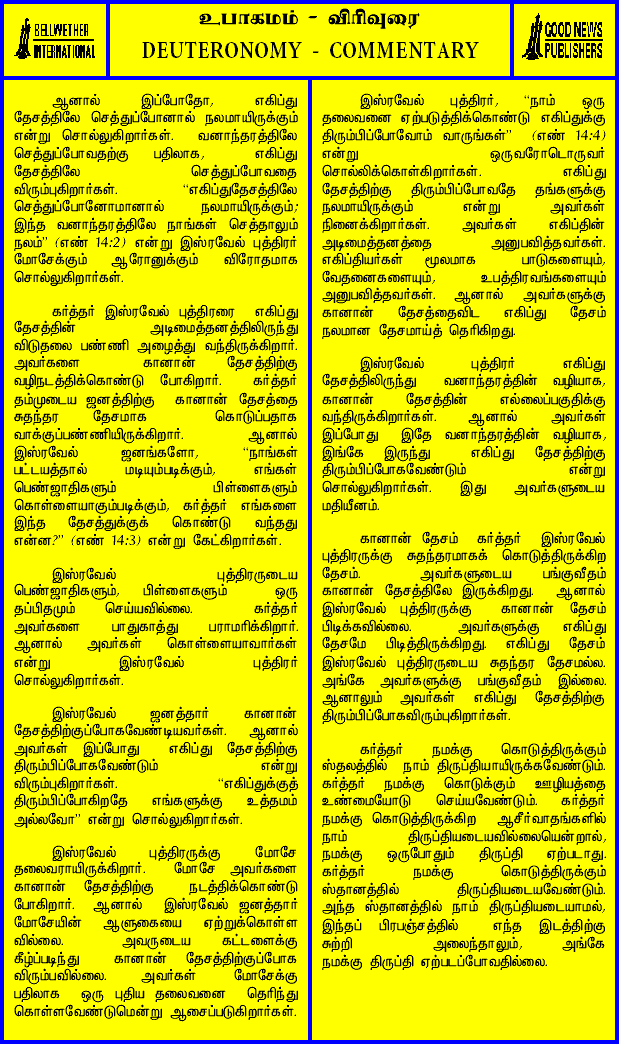 BELLWETHER
INTERNATIONAL
உபாகமம் - விரிவுரை
DEUTERONOMY - COMMENTARY
GOOD NEWS
PUBLISHERS
ஆனால் இப்போதோ, எகிப்து
தேசத்திலே செத்துப்போனால் நலமாயிருக்கும்
என்று சொல்லுகிறார்கள். வனாந்தரத்திலே
செத்துப்போவதற்கு பதிலாக, எகிப்து
தேசத்திலே செத்துப்போவதை
விரும்புகிறார்கள். “எகிப்துதேசத்திலே
செத்துப்போனோமானால் நலமாயிருக்கும்;
இந்த வனாந்தரத்திலே நாங்கள் செத்தாலும்
நலம்” (எண் 14:2) என்று இஸ்ரவேல் புத்திரர்
மோசேக்கும் ஆரோனுக்கும் விரோதமாக
சொல்லுகிறார்கள்.
கர்த்தர் இஸ்ரவேல் புத்திரரை எகிப்து
தேசத்தின் அடிமைத்தனத்திலிருந்து
விடுதலை பண்ணி அழைத்து வந்திருக்கிறார்.
அவர்களை கானான் தேசத்திற்கு
வழிநடத்திக்கொண்டு போகிறார். கர்த்தர்
தம்முடைய ஜனத்திற்கு கானான் தேசத்தை
சுதந்தர தேசமாக கொடுப்பதாக
வாக்குப்பண்ணியிருக்கிறார். ஆனால்
இஸ்ரவேல் ஜனங்களோ, “நாங்கள்
பட்டயத்தால் மடியும்படிக்கும், எங்கள்
பெண்ஜாதிகளும் பிள்ளைகளும்
கொள்ளையாகும்படிக்கும், கர்த்தர் எங்களை
இந்த தேசத்துக்குக் கொண்டு வந்தது
என்ன?” (எண் 14:3) என்று கேட்கிறார்கள்.
இஸ்ரவேல் புத்திரருடைய
பெண்ஜாதிகளும், பிள்ளைகளும் ஒரு
தப்பிதமும் செய்யவில்லை. கர்த்தர்
அவர்களை பாதுகாத்து பராமரிக்கிறார்.
ஆனால் அவர்கள் கொள்ளையாவார்கள்
என்று இஸ்ரவேல் புத்திரர்
சொல்லுகிறார்கள்.
இஸ்ரவேல் ஜனத்தார் கானான்
தேசத்திற்குப்போகவேண்டியவர்கள். ஆனால்
அவர்கள் இப்போது எகிப்து தேசத்திற்கு
திரும்பிப்போகவேண்டும் என்று
விரும்புகிறார்கள். “எகிப்துக்குத்
திரும்பிப்போகிறதே எங்களுக்கு உத்தமம்
அல்லவோ” என்று சொல்லுகிறார்கள்.
இஸ்ரவேல் புத்திரருக்கு மோசே
தலைவராயிருக்கிறார். மோசே அவர்களை
கானான் தேசத்திற்கு நடத்திக்கொண்டு
போகிறார். ஆனால் இஸ்ரவேல் ஜனத்தார்
மோசேயின் ஆளுகையை ஏற்றுக்கொள்ள
வில்லை. அவருடைய கட்டளைக்கு
கீழ்ப்படிந்து கானான் தேசத்திற்குப்போக
விரும்பவில்லை. அவர்கள் மோசேக்கு
பதிலாக ஒரு புதிய தலைவனை தெரிந்து
கொள்ளவேண்டுமென்று ஆசைப்படுகிறார்கள்.
இஸ்ரவேல் புத்திரர், “நாம் ஒரு
தலைவனை ஏற்படுத்திக்கொண்டு எகிப்துக்கு
திரும்பிப்போவோம் வாருங்கள்” (எண் 14:4)
என்று ஒருவரோடொருவர்
சொல்லிக்கொள்கிறார்கள். எகிப்து
தேசத்திற்கு திரும்பிப்போவதே தங்களுக்கு
நலமாயிருக்கும் என்று அவர்கள்
நினைக்கிறார்கள். அவர்கள் எகிப்தின்
அடிமைத்தனத்தை அனுபவித்தவர்கள்.
எகிப்தியர்கள் மூலமாக பாடுகளையும்,
வேதனைகளையும், உபத்திரவங்களையும்
அனுபவித்தவர்கள். ஆனால் அவர்களுக்கு
கானான் தேசத்தைவிட எகிப்து தேசம்
நலமான தேசமாய்த் தெரிகிறது.
இஸ்ரவேல் புத்திரர் எகிப்து
தேசத்திலிருந்து வனாந்தரத்தின் வழியாக,
கானான் தேசத்தின் எல்லைப்பகுதிக்கு
வந்திருக்கிறார்கள். ஆனால் அவர்கள்
இப்போது இதே வனாந்தரத்தின் வழியாக,
இங்கே இருந்து எகிப்து தேசத்திற்கு
திரும்பிப்போகவேண்டும் என்று
சொல்லுகிறார்கள். இது அவர்களுடைய
மதியீனம்.
கானான் தேசம் கர்த்தர் இஸ்ரவேல்
புத்திரருக்கு சுதந்தரமாகக் கொடுத்திருக்கிற
தேசம். அவர்களுடைய பங்குவீதம்
கானான் தேசத்திலே இருக்கிறது. ஆனால்
இஸ்ரவேல் புத்திரருக்கு கானான் தேசம்
பிடிக்கவில்லை. அவர்களுக்கு எகிப்து
தேசமே பிடித்திருக்கிறது. எகிப்து தேசம்
இஸ்ரவேல் புத்திரருடைய சுதந்தர தேசமல்ல.
அங்கே அவர்களுக்கு பங்குவீதம் இல்லை.
ஆனாலும் அவர்கள் எகிப்து தேசத்திற்கு
திரும்பிப்போகவிரும்புகிறார்கள்.
கர்த்தர் நமக்கு கொடுத்திருக்கும்
ஸ்தலத்தில் நாம் திருப்தியாயிருக்கவேண்டும்.
கர்த்தர் நமக்கு கொடுக்கும் ஊழியத்தை
உண்மையோடு செய்யவேண்டும். கர்த்தர்
நமக்கு கொடுத்திருக்கிற ஆசீர்வாதங்களில்
நாம் திருப்தியடையவில்லையென்றால்,
நமக்கு ஒருபோதும் திருப்தி ஏற்படாது.
கர்த்தர் நமக்கு கொடுத்திருக்கும்
ஸ்தானத்தில் திருப்தியடையவேண்டும்.
அந்த ஸ்தானத்தில் நாம் திருப்தியடையாமல்,
இந்தப் பிரபஞ்சத்தில் எந்த இடத்திற்கு
சுற்றி அலைந்தாலும், அங்கே
நமக்கு திருப்தி ஏற்படப்போவதில்லை.